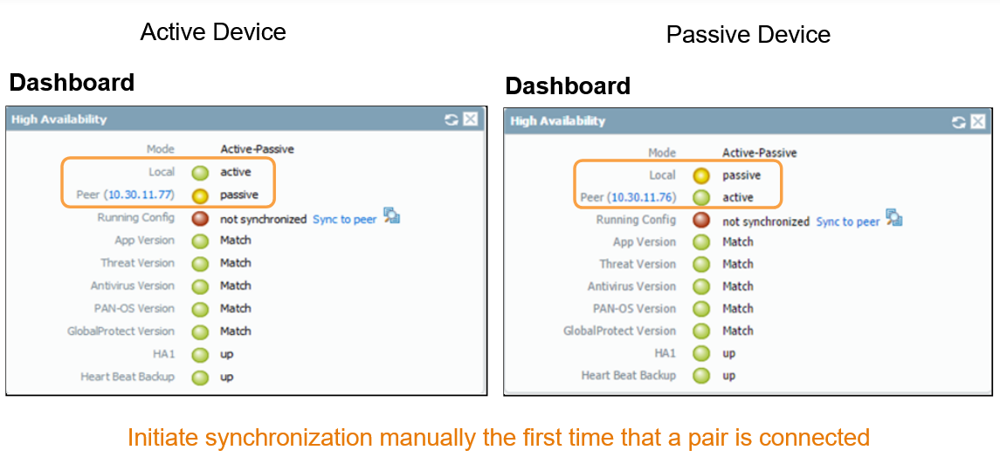 Active Device
Passive Device
Dashboard
High Availability
Mode Active-Passive
Local active
Peer (10.30.11.77) passive
Running Config not synchronized Sync to peer
App Version Match
Threat Version Match
Antivirus Version Match
PAN-OS Version Match
GlobalProtect Version Match
HA1 up
Heart Beat Backup up
Dashboard
High Availability
Mode Active-Passive
Local passive
Peer (10.30.11.76) active
Running Config not synchronized Sync to peer
App Version Match
Threat Version Match
Antivirus Version Match
PAN-OS Version Match
GlobalProtect Version Match
HA1 up
Heart Beat Backup up
Initiate synchronization manually the first time that a pair is connected